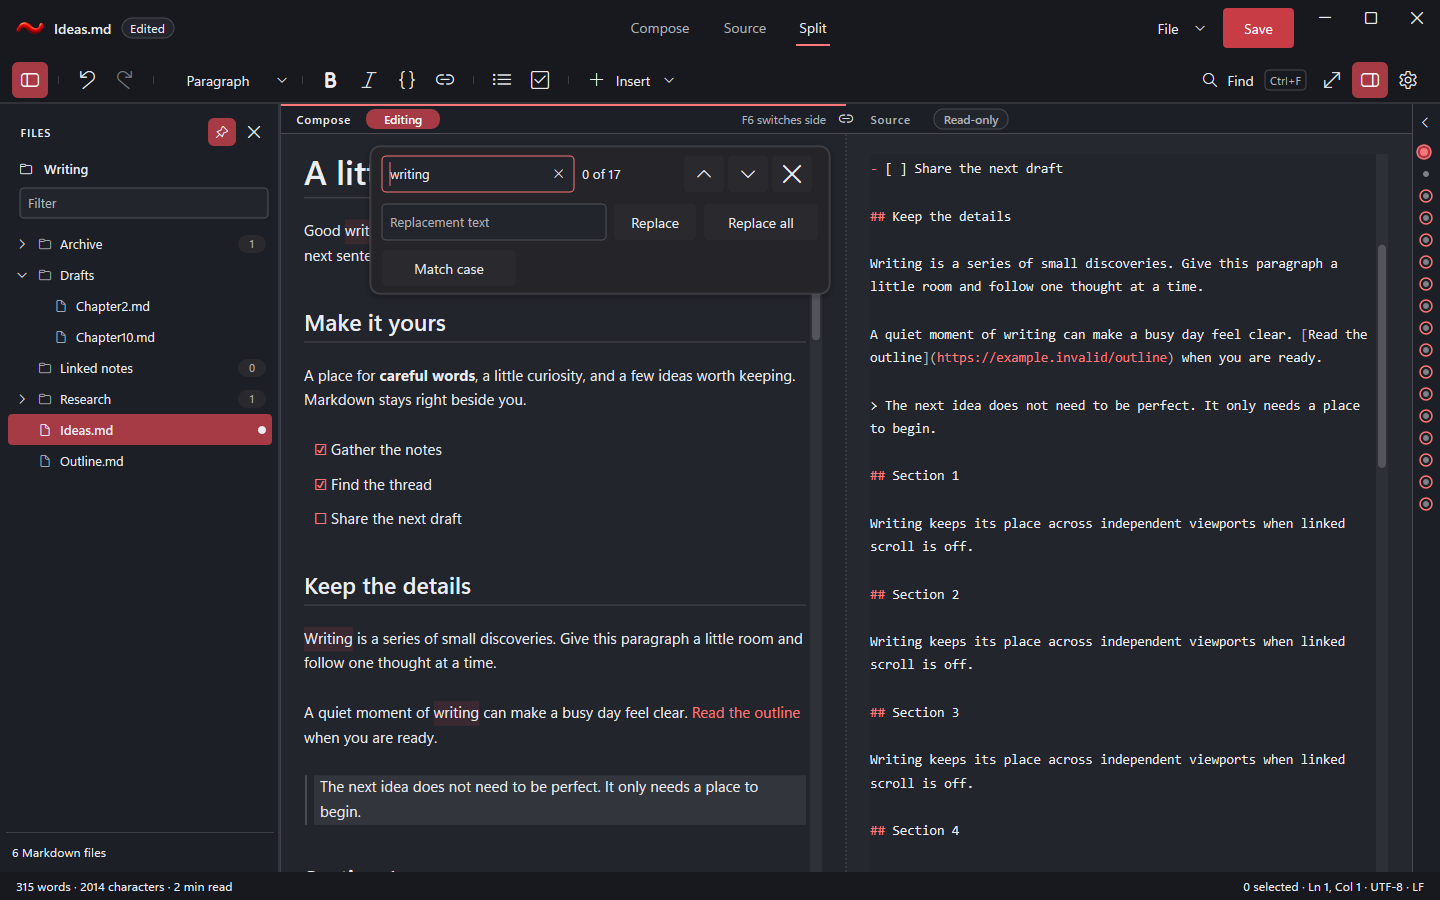 Ideas.md
Edited
Compose
Source
Split
File
Save
Paragraph
B
I
{}
Insert
Find
Ctrl+F
FILES
Writing
Filter
Archive
1
Drafts
Chapter2.md
Chapter10.md
Linked notes
0
Research
1
Ideas.md
Outline.md
6 Markdown files
Compose
Editing
F6 switches side
Source
Read-only
writing
0 of 17
Replacement text
Replace
Replace all
Match case
A litt
Good writ
next sente
Make it yours
A place for careful words, a little curiosity, and a few ideas worth keeping.
Markdown stays right beside you.
Gather the notes
Find the thread
Share the next draft
Keep the details
Writing is a series of small discoveries. Give this paragraph a little room and
follow one thought at a time.
A quiet moment of writing can make a busy day feel clear. Read the outline
when you are ready.
The next idea does not need to be perfect. It only needs a place to
begin.
- [ ] Share the next draft
## Keep the details
Writing is a series of small discoveries. Give this paragraph a
little room and follow one thought at a time.
A quiet moment of writing can make a busy day feel clear. [Read the
outline](https://example.invalid/outline) when you are ready.
> The next idea does not need to be perfect. It only needs a place
to begin.
## Section 1
Writing keeps its place across independent viewports when linked
scroll is off.
## Section 2
Writing keeps its place across independent viewports when linked
scroll is off.
## Section 3
Writing keeps its place across independent viewports when linked
scroll is off.
## Section 4
315 words · 2014 characters · 2 min read
0 selected · Ln 1, Col 1 · UTF-8 · LF